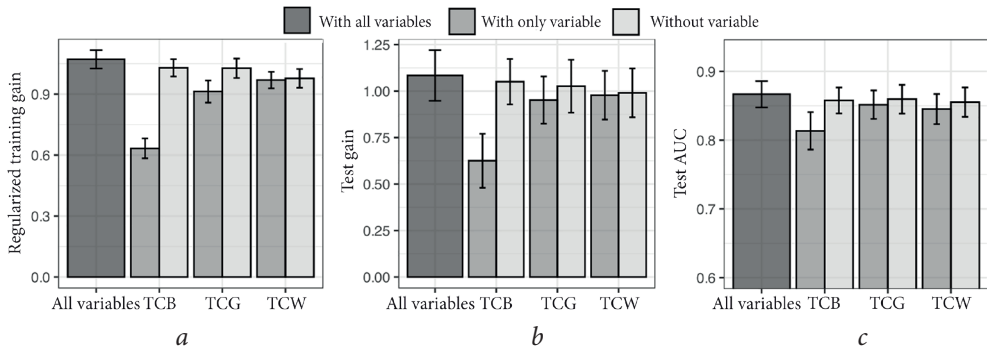 With all variables With only variable Without variable
Regularized training gain
0.9
0.6
0.3
0.0
All variables TCB TCG TCW
a
Test gain
1.25
1.00
0.75
0.50
0.25
0.00
All variables TCB TCG TCW
b
Test AUC
0.9
0.8
0.7
0.6
All variables TCB TCG TCW
c